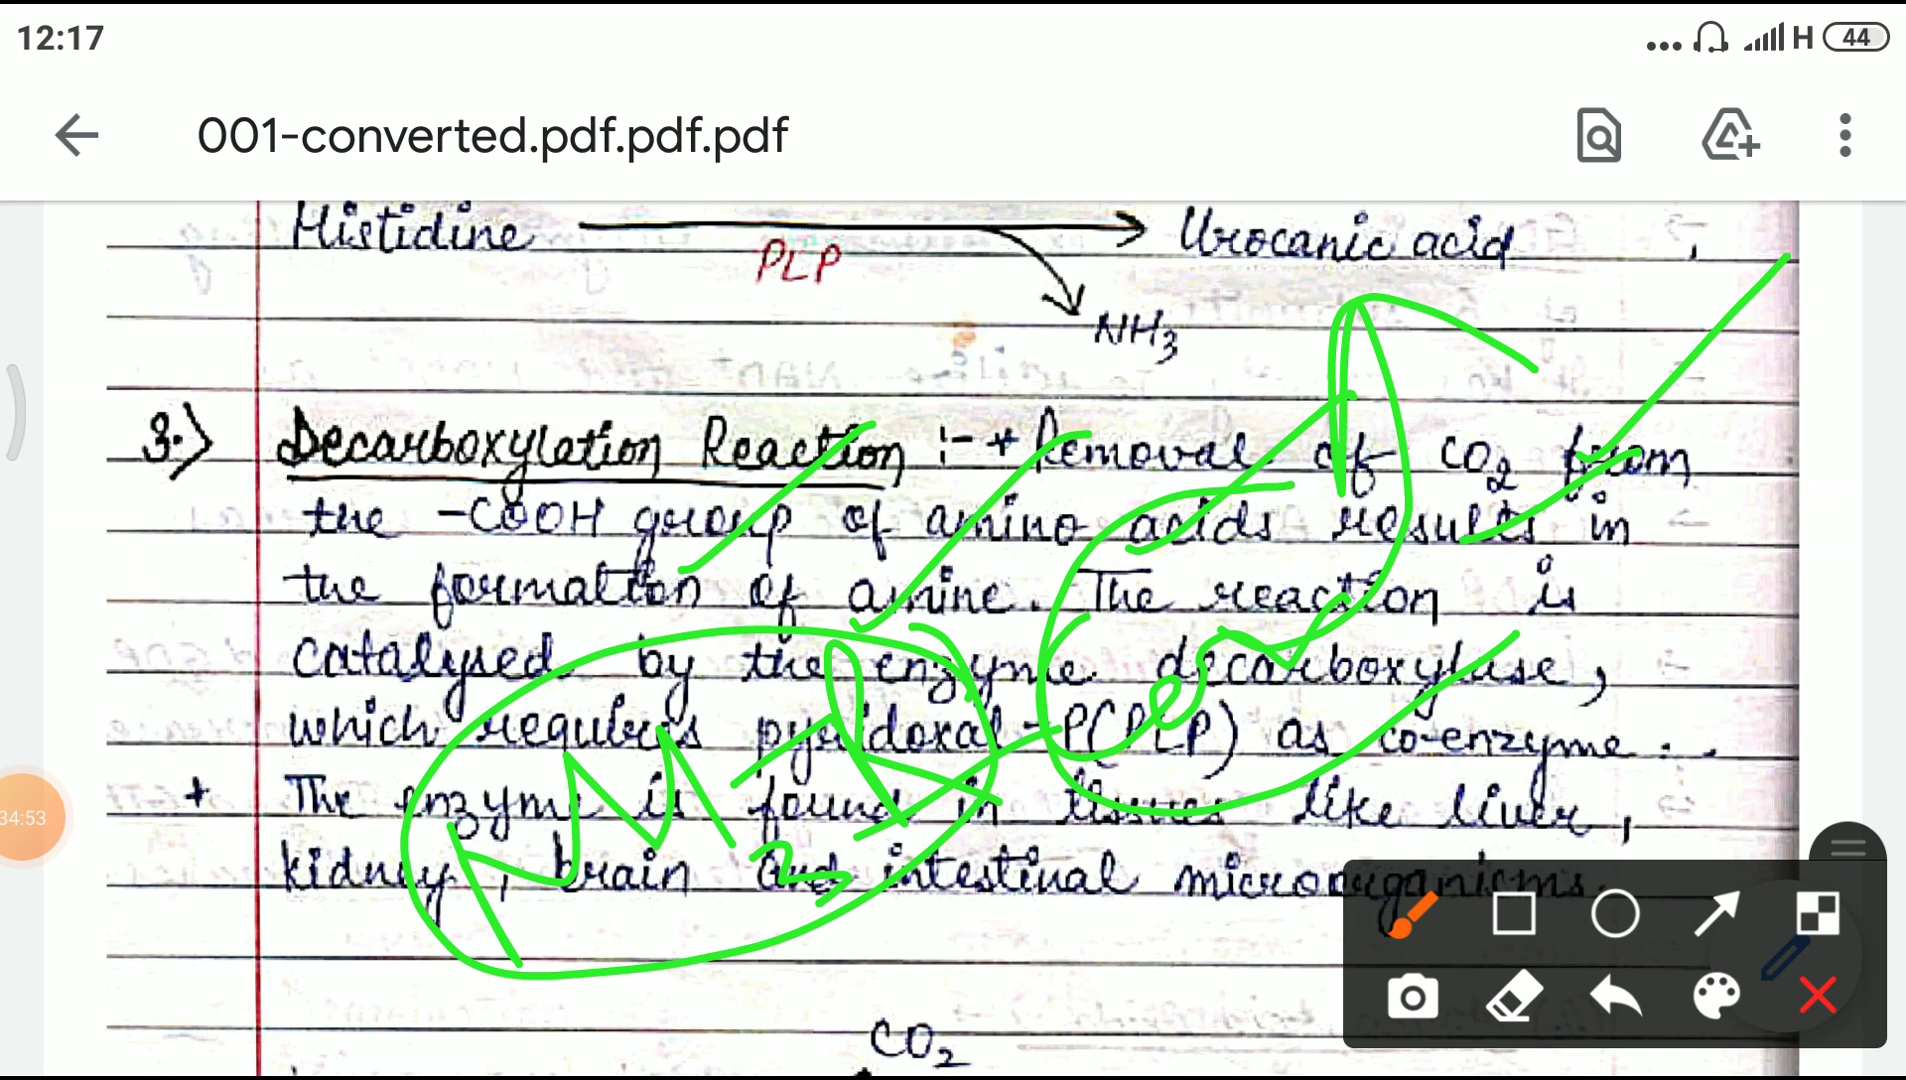 12:17
H 44
001-converted.pdf.pdf.pdf
Histidine PLP Urocanic acid
NH3
3.) Decarboxylation Reaction :- + Removal of CO2 from
the -COOH group of amino acids results in
the formation of amine. The reaction is
catalysed by the enzyme decarboxylase,
which requires pyridoxal-P(PLP) as co-enzyme.
+ The enzyme is found in tissues like liver,
kidney, brain and intestinal microorganisms.
34:53
CO2